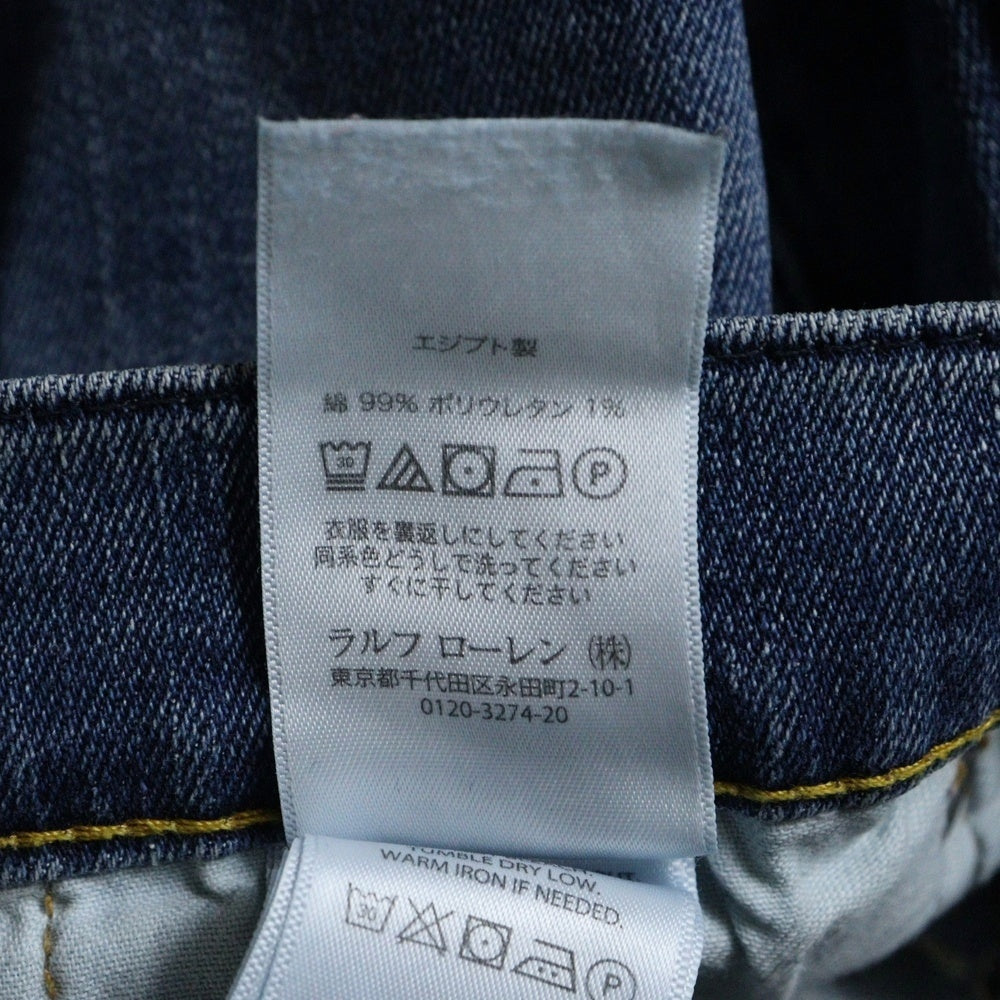 エジプト製
綿 99% ポリウレタン 1%
30 P
衣服を裏返しにしてください
同系色どうしで洗ってください
すぐに干してください
ラルフ ローレン (株)
東京都千代田区永田町2-10-1
0120-3274-20
TUMBLE DRY LOW.
WARM IRON IF NEEDED.
30 P